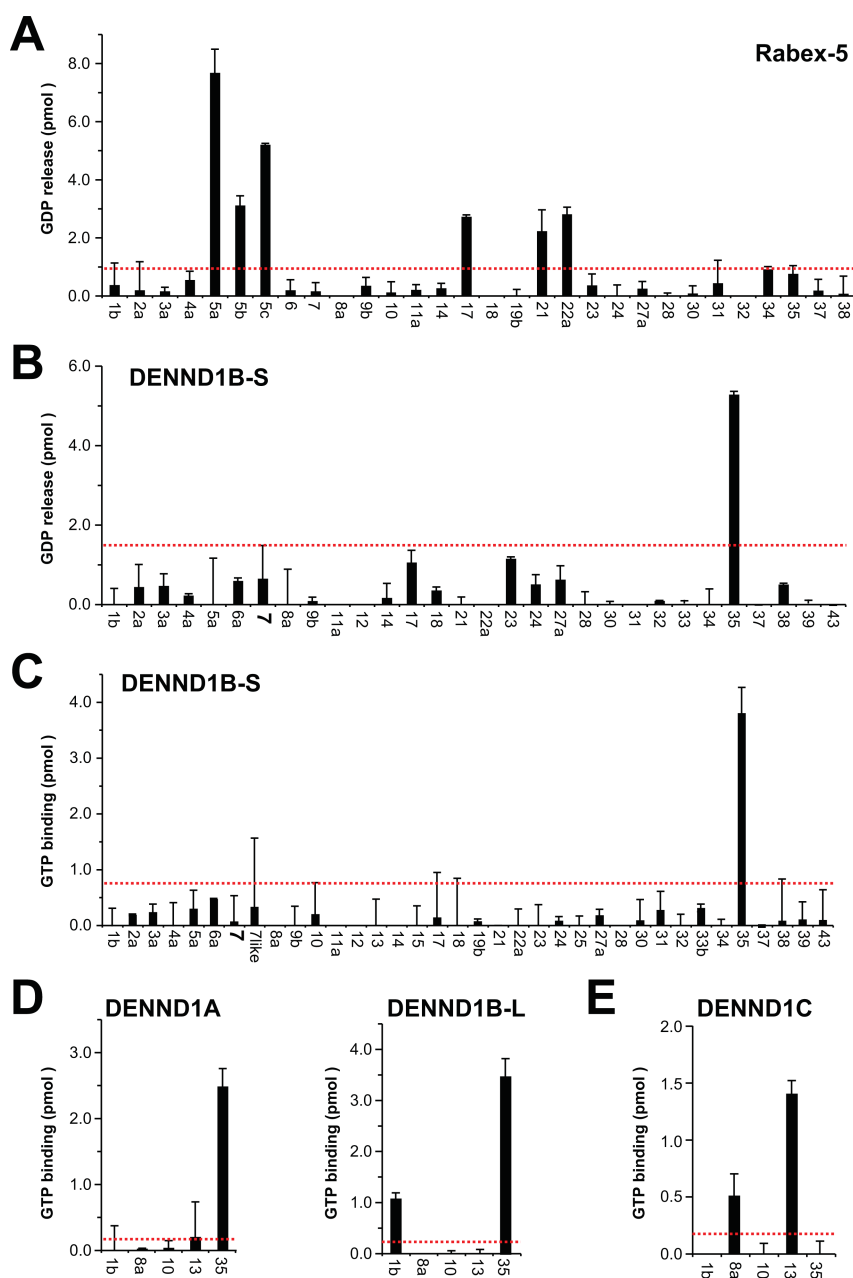 A
Rabex-5
GDP release (pmol )
8.0
6.0
4.0
2.0
0.0
1b 2a 3a 4a 5a 5b 5c 6 7 8a 9b 10 11a 14 17 18 19b 21 22a 23 24 27a 28 30 31 32 34 35 37 38
B
DENND1B-S
GDP release (pmol )
6.0
4.0
2.0
0.0
1b 2a 3a 4a 5a 6a 7 8a 9b 11a 12 14 17 18 21 22a 23 24 27a 28 30 31 32 33 34 35 37 38 39 43
C
DENND1B-S
GTP binding (pmol )
4.0
3.0
2.0
1.0
0.0
1b 2a 3a 4a 5a 6a 7 7like 8a 9b 10 11a 12 13 14 15 17 18 19b 21 22a 23 24 25 27a 28 30 31 32 33b 34 35 37 38 39 43
D
DENND1A
GTP binding (pmol )
3.0
2.0
1.0
0.0
1b 8a 10 13 35
DENND1B-L
GTP binding (pmol )
4.0
3.0
2.0
1.0
0.0
1b 8a 10 13 35
E
DENND1C
GTP binding (pmol )
2.0
1.5
1.0
0.5
0.0
1b 8a 10 13 35